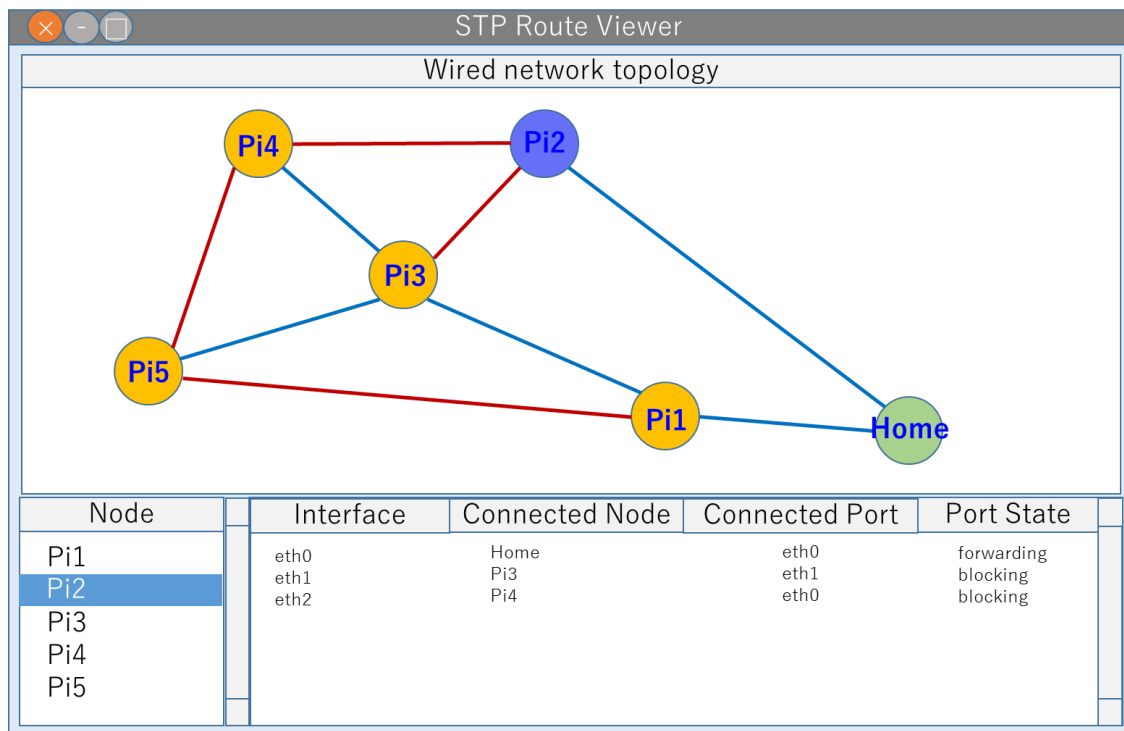 STP Route Viewer
Wired network topology
Pi4
Pi2
Pi3
Pi5
Pi1
Home
Node
Pi1
Pi2
Pi3
Pi4
Pi5
Interface Connected Node Connected Port Port State
eth0 Home eth0 forwarding
eth1 Pi3 eth1 blocking
eth2 Pi4 eth0 blocking